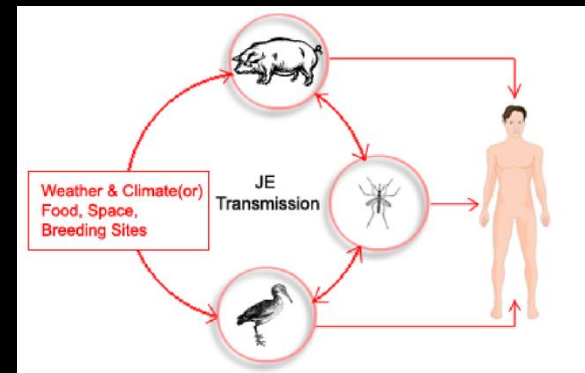 Weather & Climate(or)
Food, Space,
Breeding Sites
JE
Transmission